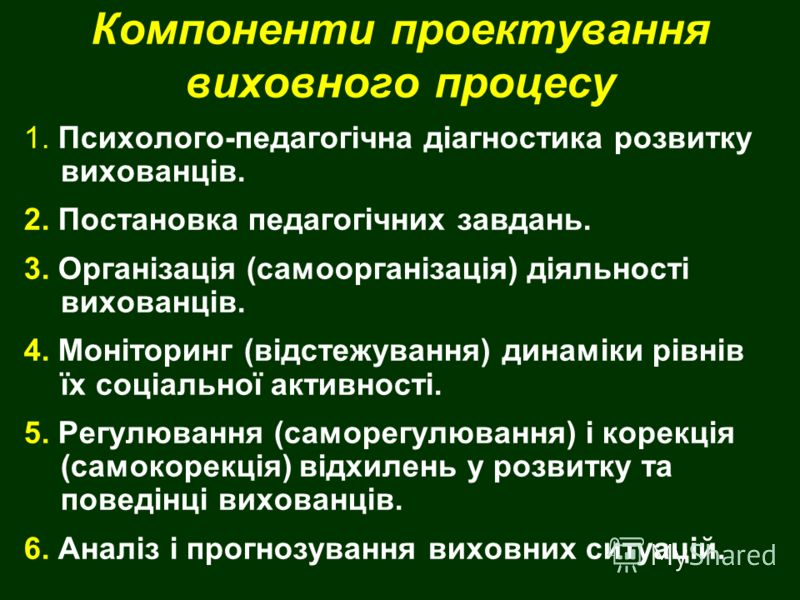 Компоненти проектування
виховного процесу
1. Психолого-педагогічна діагностика розвитку
вихованців.
2. Постановка педагогічних завдань.
3. Організація (самоорганізація) діяльності
вихованців.
4. Моніторинг (відстежування) динаміки рівнів
їх соціальної активності.
5. Регулювання (саморегулювання) і корекція
(самокорекція) відхилень у розвитку та
поведінці вихованців.
6. Аналіз і прогнозування виховних ситуацій.
MyShared